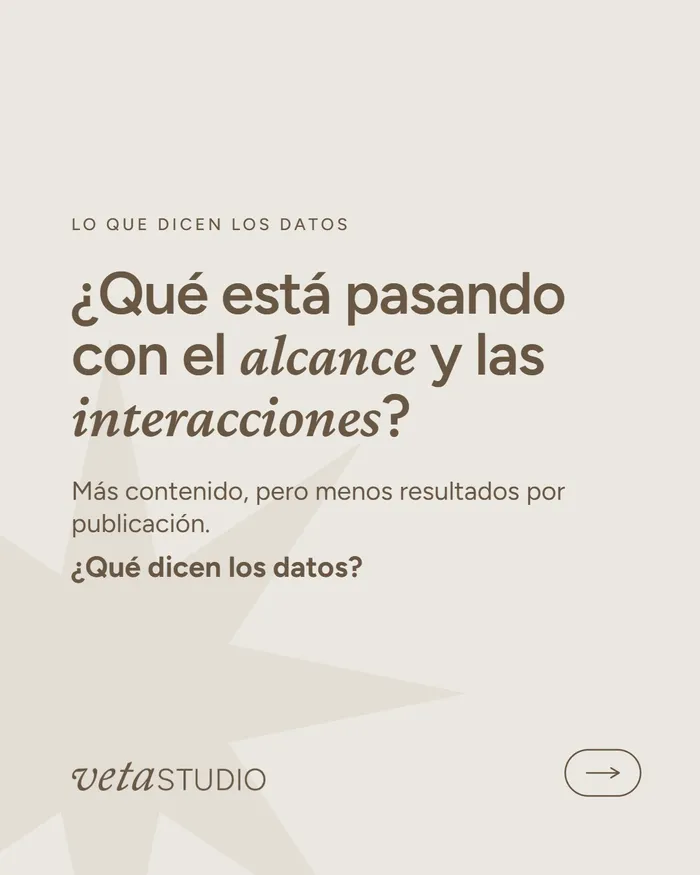 LO QUE DICEN LOS DATOS
¿Qué está pasando
con el alcance y las
interacciones?
Más contenido, pero menos resultados por
publicación.
¿Qué dicen los datos?
vetaSTUDIO